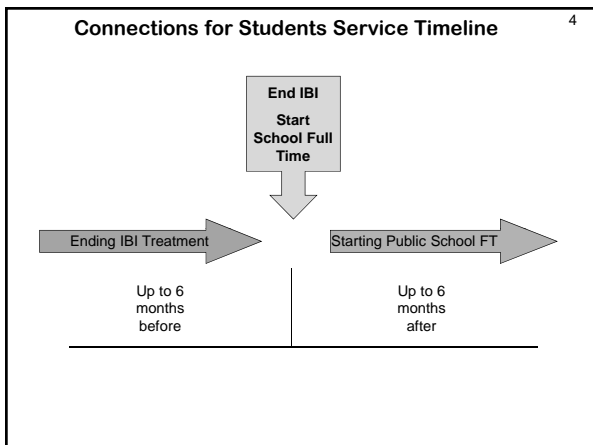 Connections for Students Service Timeline
4
End IBI
Start
School Full
Time
Ending IBI Treatment
Starting Public School FT
Up to 6
months
before
Up to 6
months
after